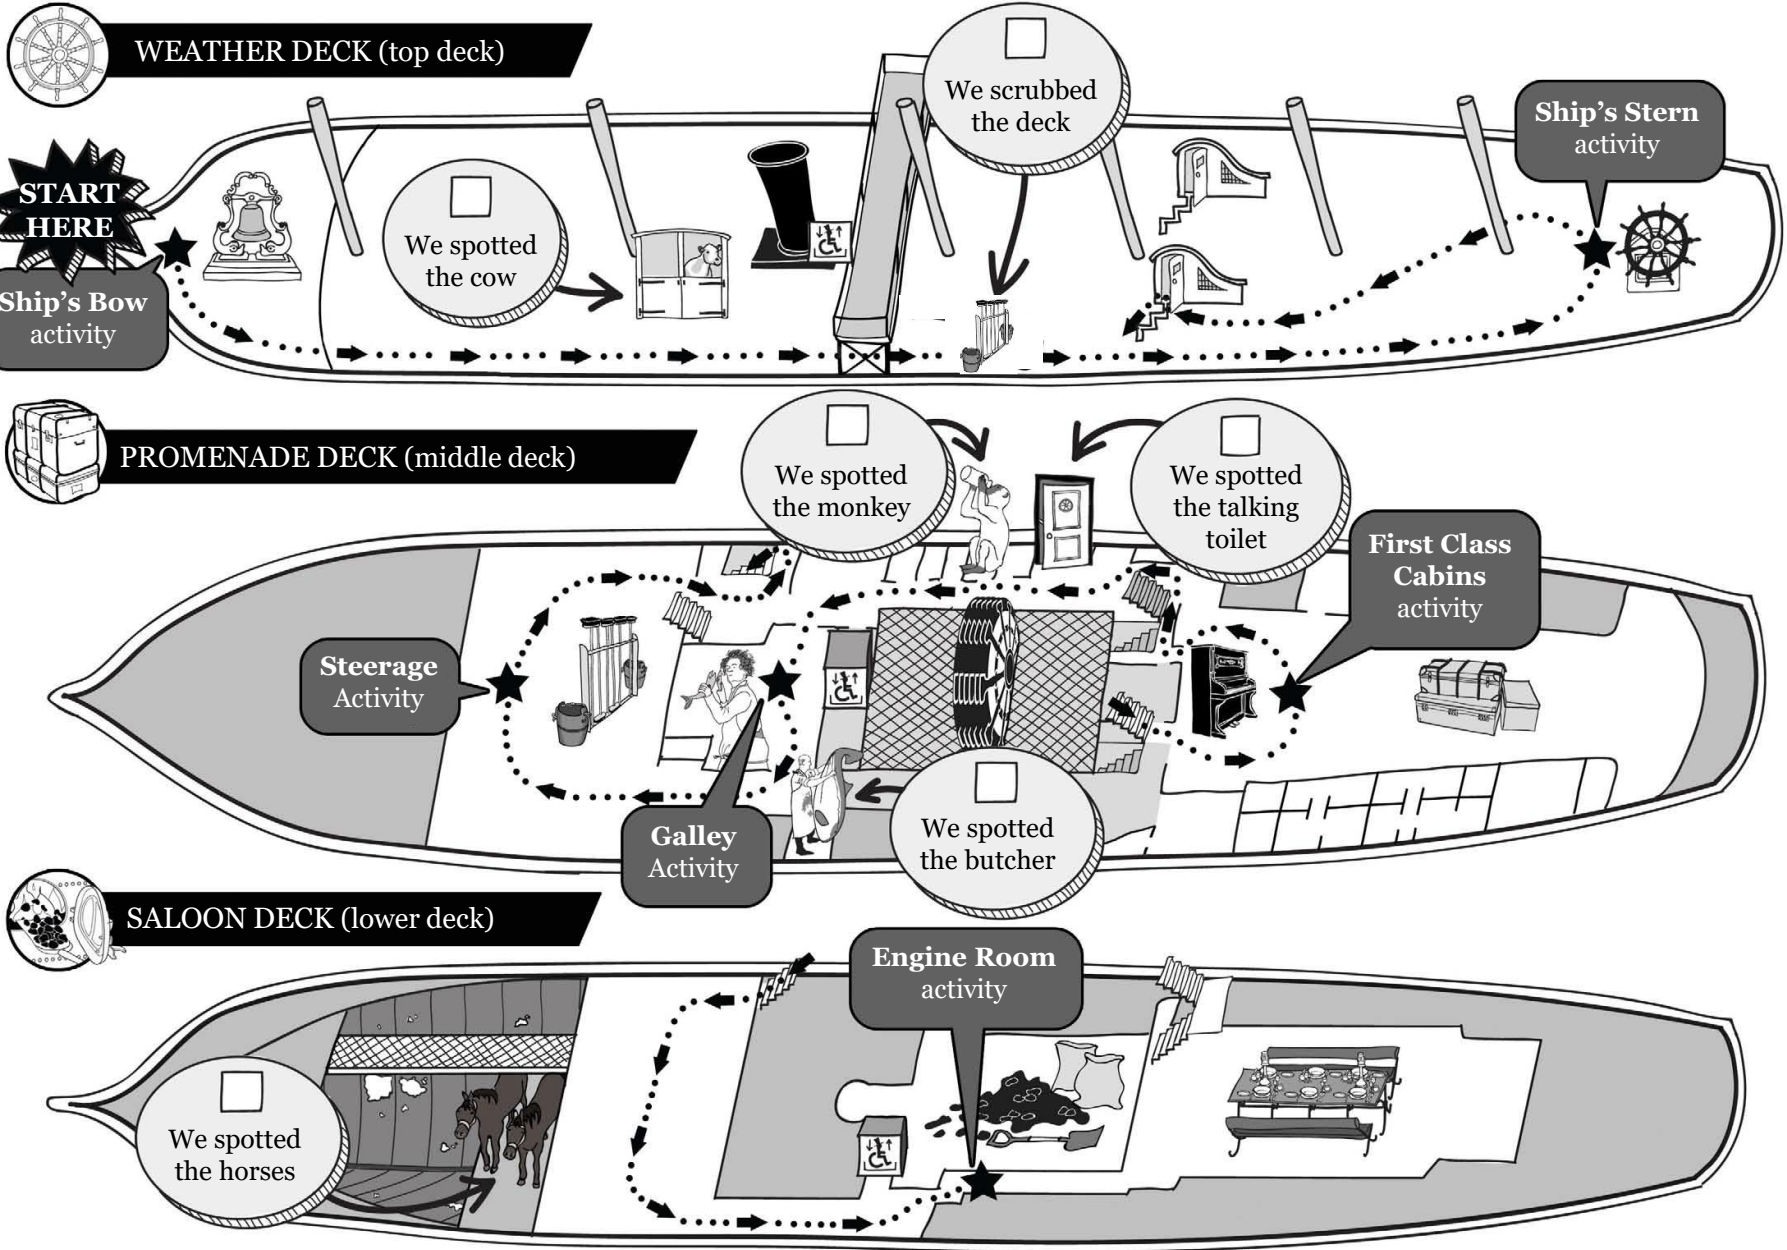 WEATHER DECK (top deck)
We scrubbed
the deck
Ship's Stern
activity
START
HERE
We spotted
the cow
Ship's Bow
activity
PROMENADE DECK (middle deck)
We spotted
the monkey
We spotted
the talking
toilet
First Class
Cabins
activity
Steerage
Activity
Galley
Activity
We spotted
the butcher
SALOON DECK (lower deck)
Engine Room
activity
We spotted
the horses